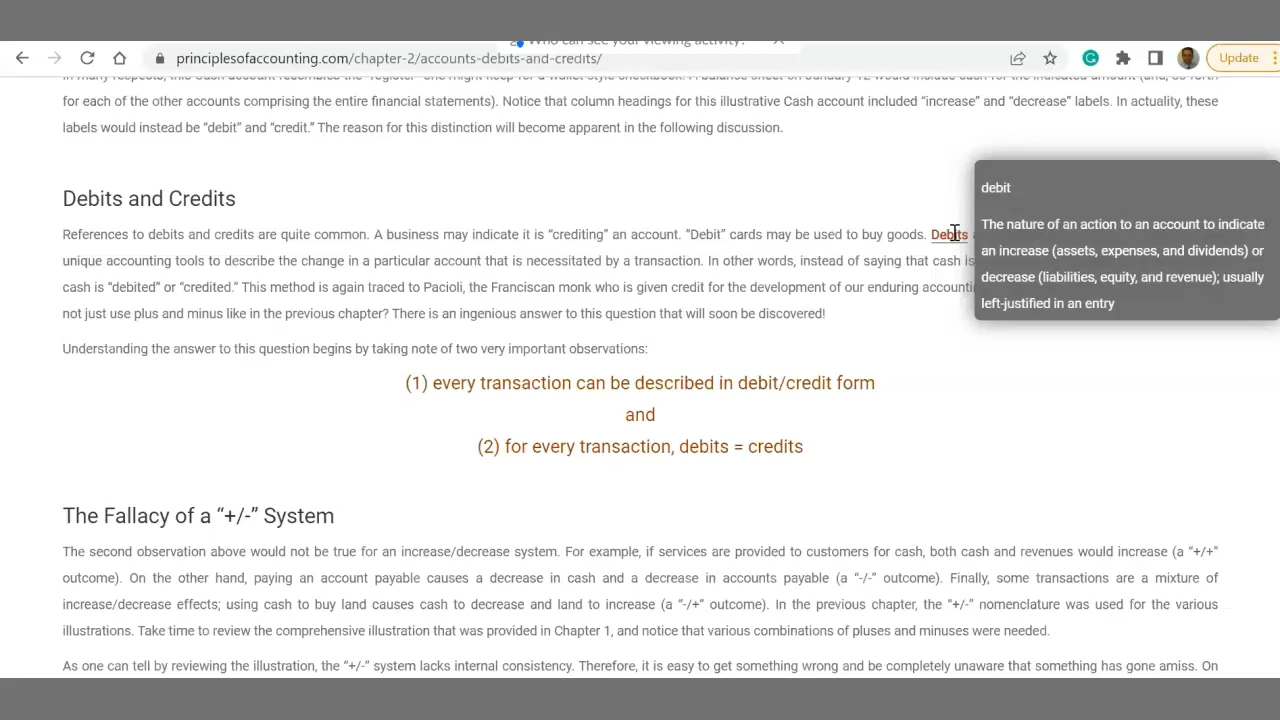 Who can see your viewing activity?
principlesofaccounting.com/chapter-2/accounts-debits-and-credits/
Update
for each of the other accounts comprising the entire financial statements). Notice that column headings for this illustrative Cash account included “increase” and “decrease” labels. In actuality, these
labels would instead be “debit” and “credit.” The reason for this distinction will become apparent in the following discussion.
Debits and Credits
References to debits and credits are quite common. A business may indicate it is “crediting” an account. “Debit” cards may be used to buy goods. Debits
unique accounting tools to describe the change in a particular account that is necessitated by a transaction. In other words, instead of saying that cash is
cash is “debited” or “credited.” This method is again traced to Pacioli, the Franciscan monk who is given credit for the development of our enduring
not just use plus and minus like in the previous chapter? There is an ingenious answer to this question that will soon be discovered!
debit
The nature of an action to an account to indicate
an increase (assets, expenses, and dividends) or
decrease (liabilities, equity, and revenue); usually
left-justified in an entry
Understanding the answer to this question begins by taking note of two very important observations:
(1) every transaction can be described in debit/credit form
and
(2) for every transaction, debits = credits
The Fallacy of a “+/-” System
The second observation above would not be true for an increase/decrease system. For example, if services are provided to customers for cash, both cash and revenues would increase (a “+/+”
outcome). On the other hand, paying an account payable causes a decrease in cash and a decrease in accounts payable (a “-/-” outcome). Finally, some transactions are a mixture of
increase/decrease effects; using cash to buy land causes cash to decrease and land to increase (a “-/+” outcome). In the previous chapter, the “+/-” nomenclature was used for the various
illustrations. Take time to review the comprehensive illustration that was provided in Chapter 1, and notice that various combinations of pluses and minuses were needed.
As one can tell by reviewing the illustration, the “+/-” system lacks internal consistency. Therefore, it is easy to get something wrong and be completely unaware that something has gone amiss. On